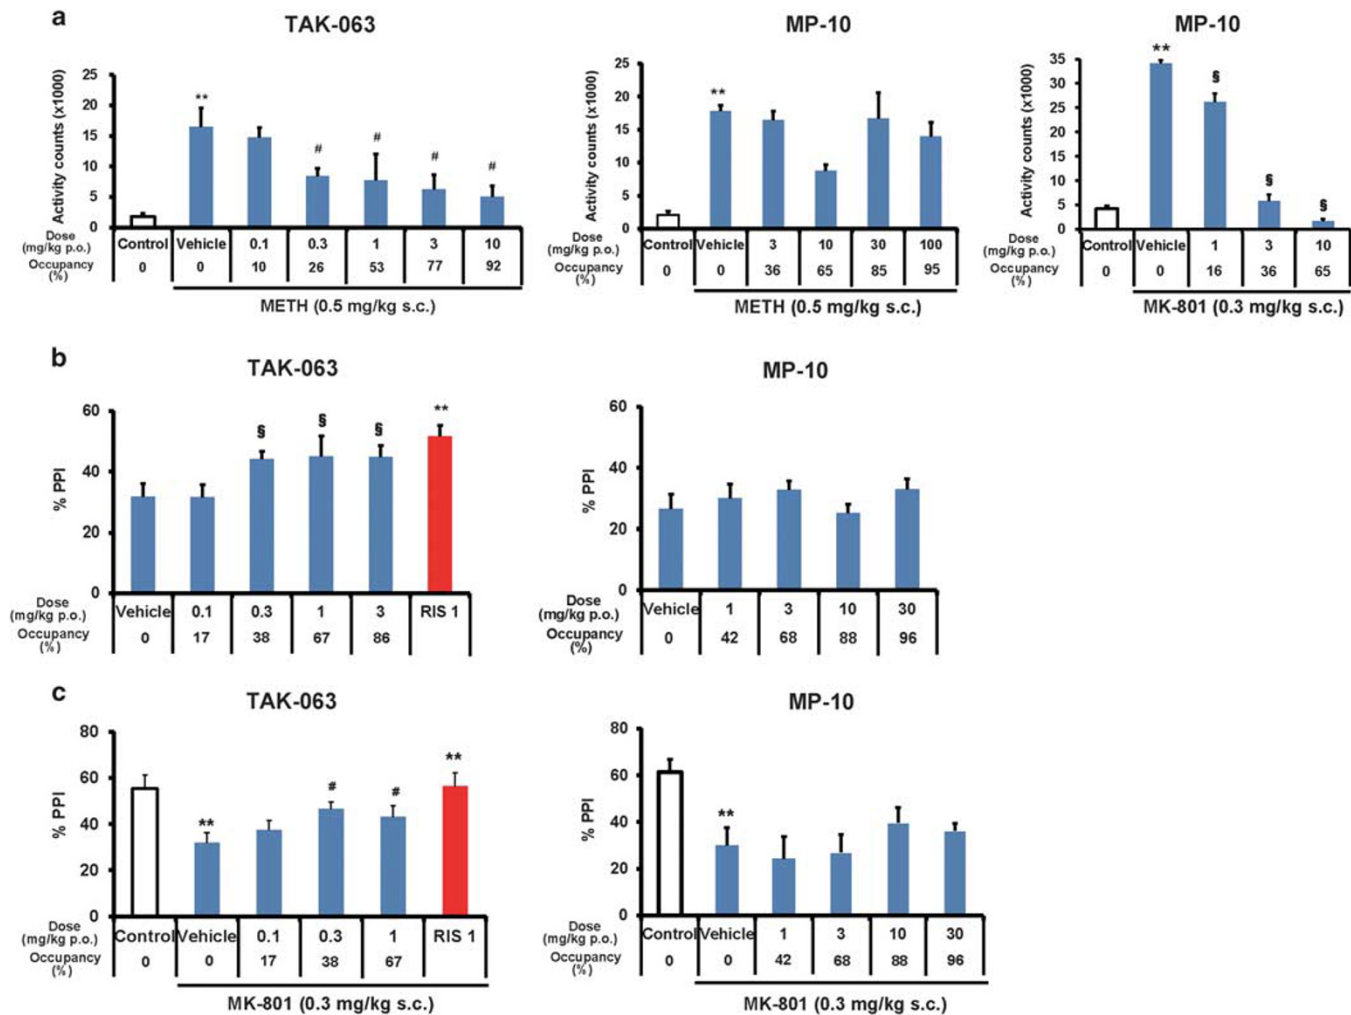 a
TAK-063
Activity counts (x1000)
25
20
15
10
5
0
**
#
#
#
#
Dose
(mg/kg p.o.)
Control Vehicle 0.1 0.3 1 3 10
Occupancy
(%)
0 0 10 26 53 77 92
METH (0.5 mg/kg s.c.)
MP-10
Activity counts (x1000)
25
20
15
10
5
0
**
Dose
(mg/kg p.o.)
Control Vehicle 3 10 30 100
Occupancy
(%)
0 0 36 65 85 95
METH (0.5 mg/kg s.c.)
MP-10
Activity counts (x1000)
35
30
25
20
15
10
5
0
**
§
§
§
Dose
(mg/kg p.o.)
Control Vehicle 1 3 10
Occupancy
(%)
0 0 16 36 65
MK-801 (0.3 mg/kg s.c.)
b
TAK-063
% PPI
60
40
20
0
§
§
§
**
Dose
(mg/kg p.o.)
Vehicle 0.1 0.3 1 3 RIS 1
Occupancy
(%)
0 17 38 67 86
MP-10
% PPI
60
40
20
0
Dose
(mg/kg p.o.)
Vehicle 1 3 10 30
Occupancy
(%)
0 42 68 88 96
c
TAK-063
% PPI
80
60
40
20
0
**
#
#
**
Dose
(mg/kg p.o.)
Control Vehicle 0.1 0.3 1 RIS 1
Occupancy
(%)
0 0 17 38 67
MK-801 (0.3 mg/kg s.c.)
MP-10
% PPI
80
60
40
20
0
**
Dose
(mg/kg p.o.)
Control Vehicle 1 3 10 30
Occupancy
(%)
0 0 42 68 88 96
MK-801 (0.3 mg/kg s.c.)